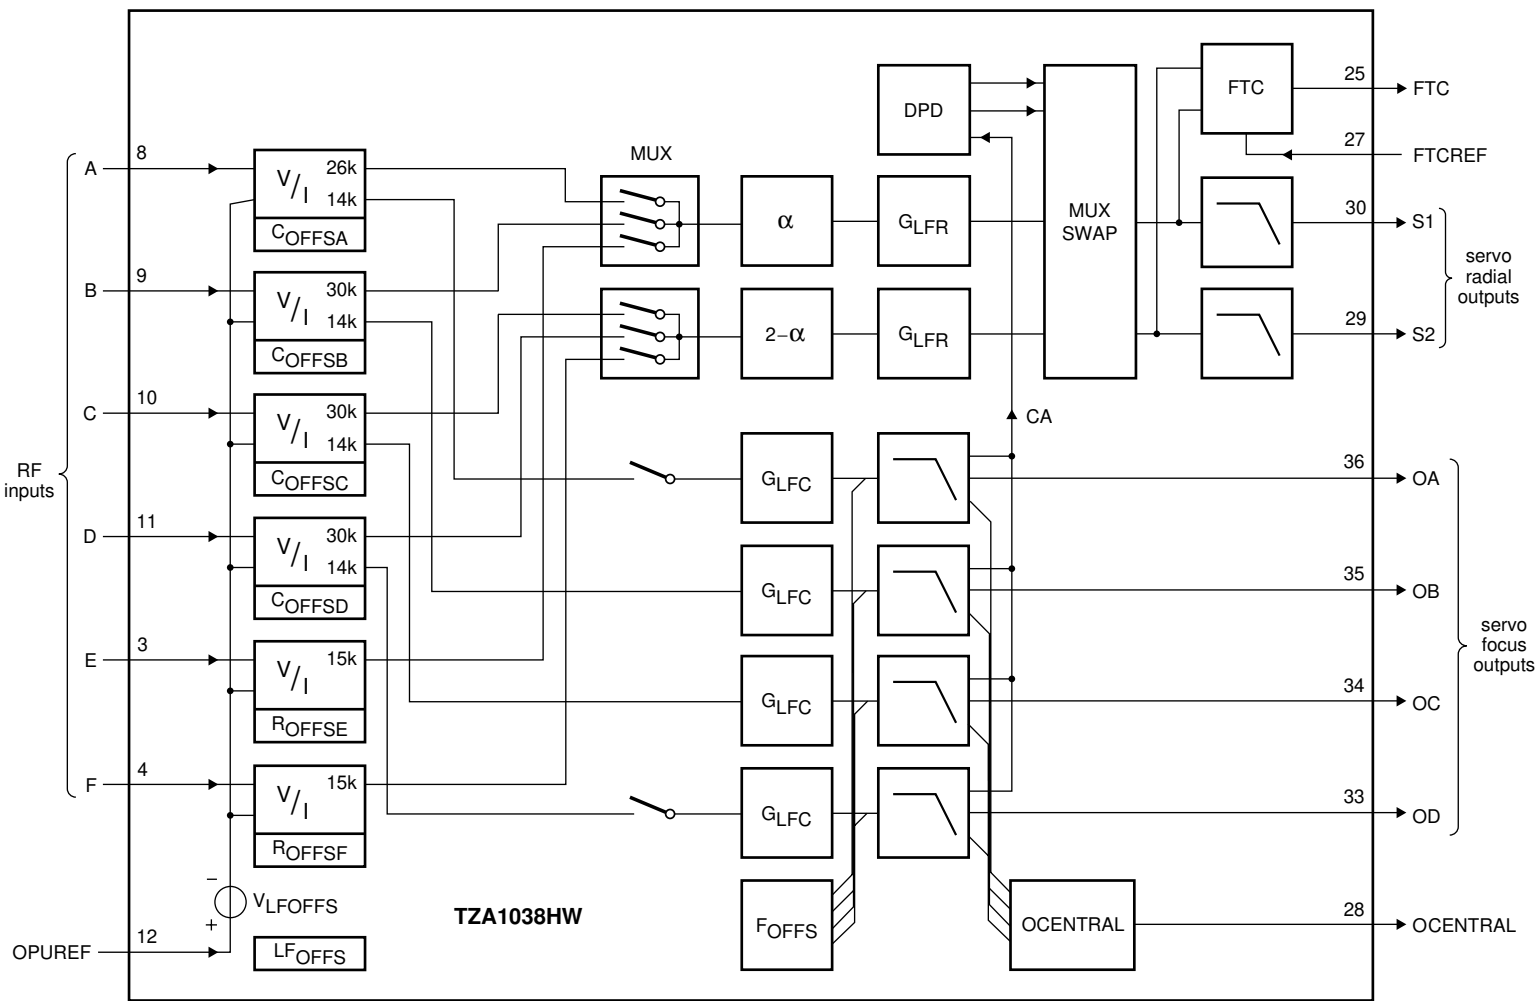 RF
inputs
A
8
B
9
C
10
D
11
E
3
F
4
OPUREF
12
V/I
26k
14k
COFFSA
V/I
30k
14k
COFFSB
V/I
30k
14k
COFFSC
V/I
30k
14k
COFFSD
V/I
15k
ROFFSE
V/I
15k
ROFFSF
−
+
VLFOFFS
LFOFFS
TZA1038HW
MUX
α
GLFR
2−α
GLFR
DPD
MUX
SWAP
FTC
CA
GLFC
GLFC
GLFC
GLFC
FOFFS
OCENTRAL
25
FTC
27
FTCREF
30
S1
29
S2
servo
radial
outputs
36
OA
35
OB
34
OC
33
OD
servo
focus
outputs
28
OCENTRAL